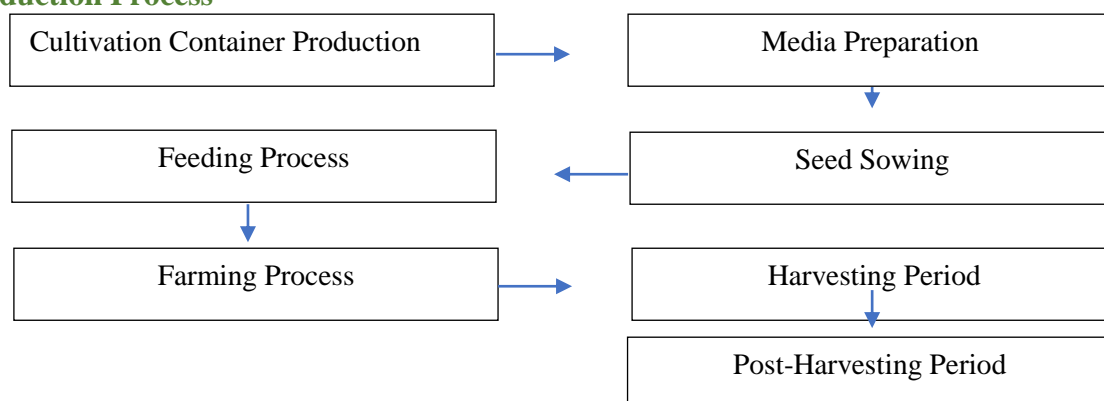 duction Process
Cultivation Container Production
Media Preparation
Feeding Process
Seed Sowing
Farming Process
Harvesting Period
Post-Harvesting Period